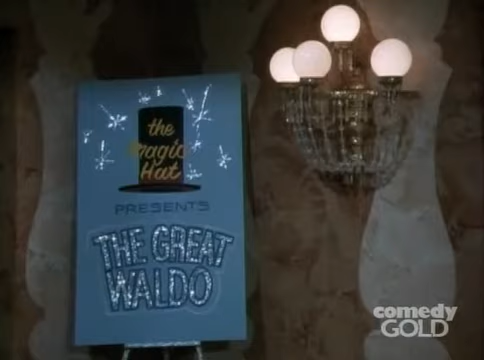 the
Magic
Hat
PRESENTS
THE GREAT
WALDO
comedy
GOLD